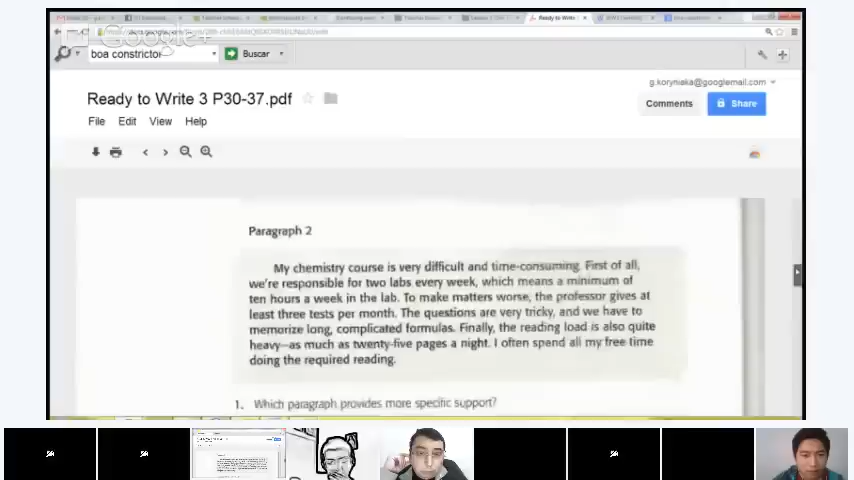 Google+
Ready to Write
boa constrictor
Buscar
g.koryniaka@googlemail.com
Ready to Write 3 P30-37.pdf
Comments
Share
File Edit View Help
Paragraph 2
My chemistry course is very difficult and time-consuming. First of all,
we're responsible for two labs every week, which means a minimum of
ten hours a week in the lab. To make matters worse, the professor gives at
least three tests per month. The questions are very tricky, and we have to
memorize long, complicated formulas. Finally, the reading load is also quite
heavy—as much as twenty-five pages a night. I often spend all my free time
doing the required reading.
1. Which paragraph provides more specific support?